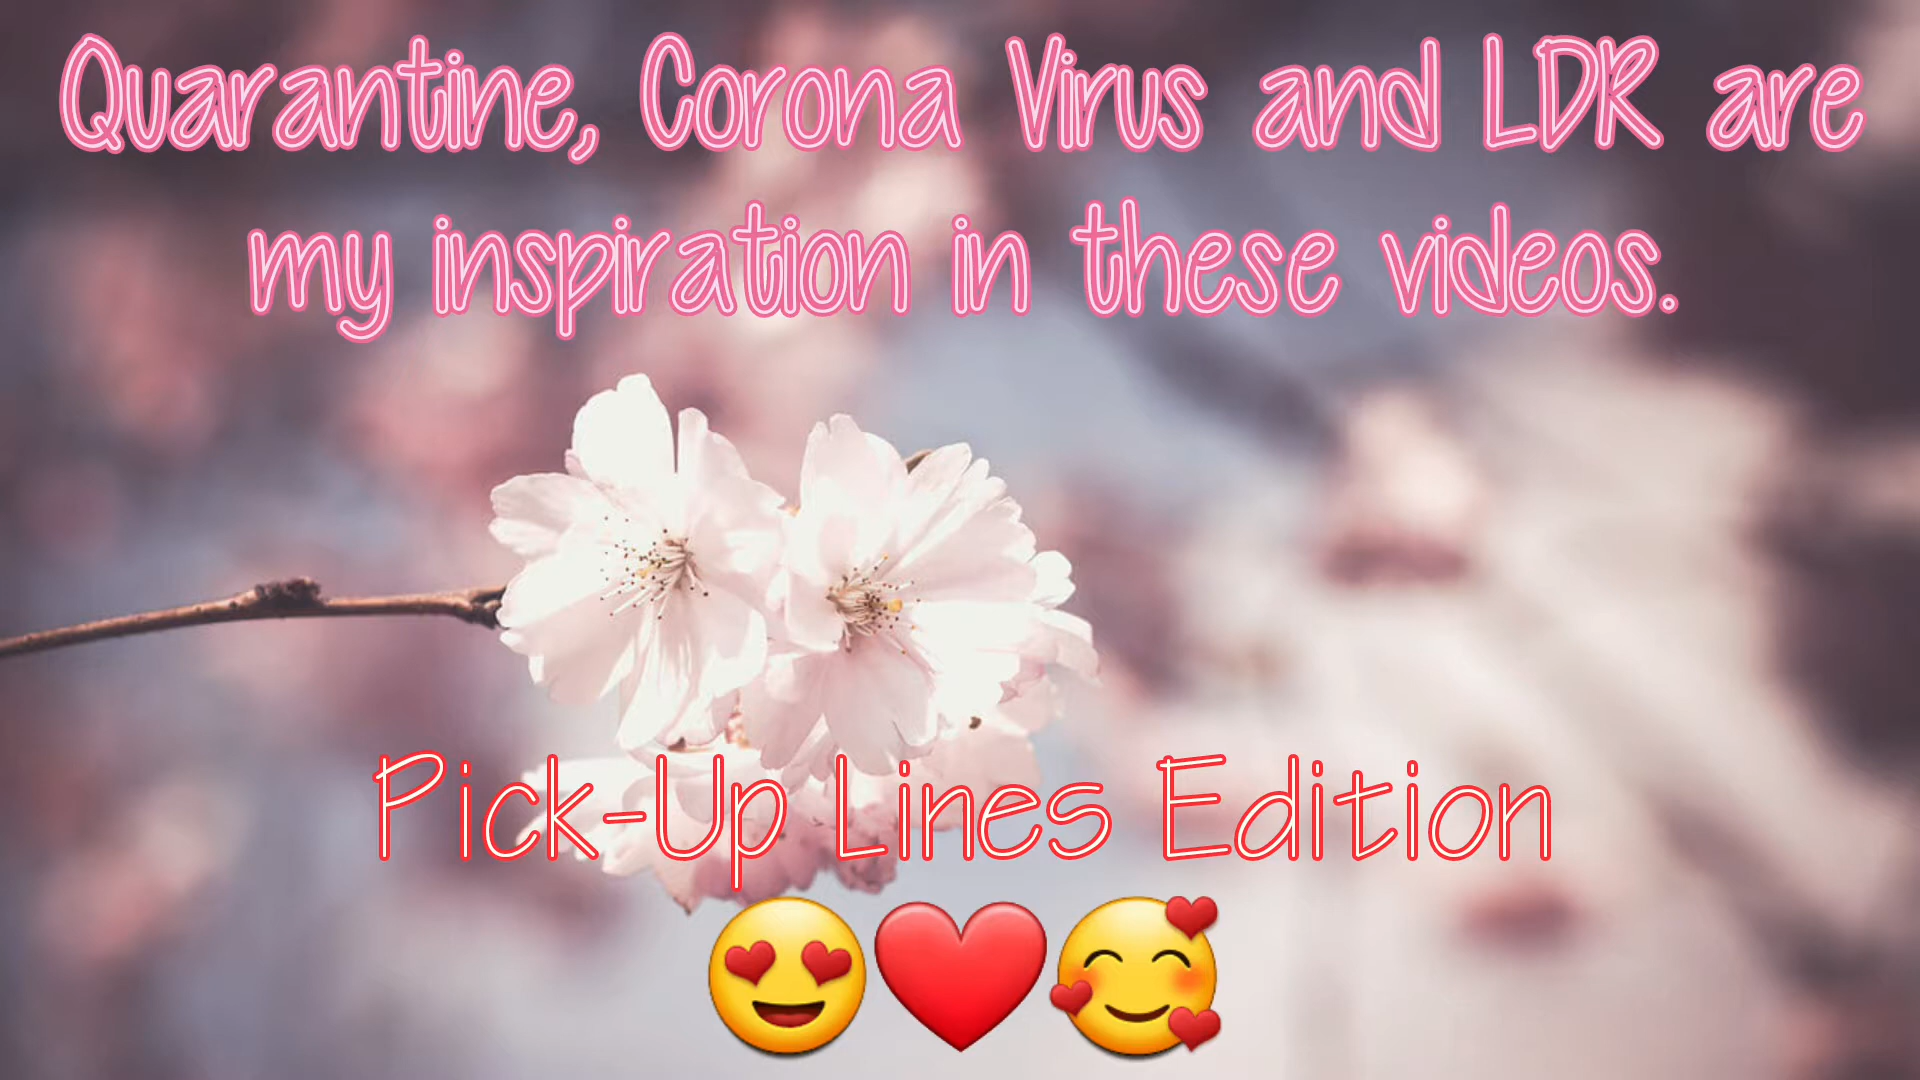 Quarantine, Corona Virus and LDR are
my inspiration in these videos.
Pick-Up Lines Edition
😍❤️🥰